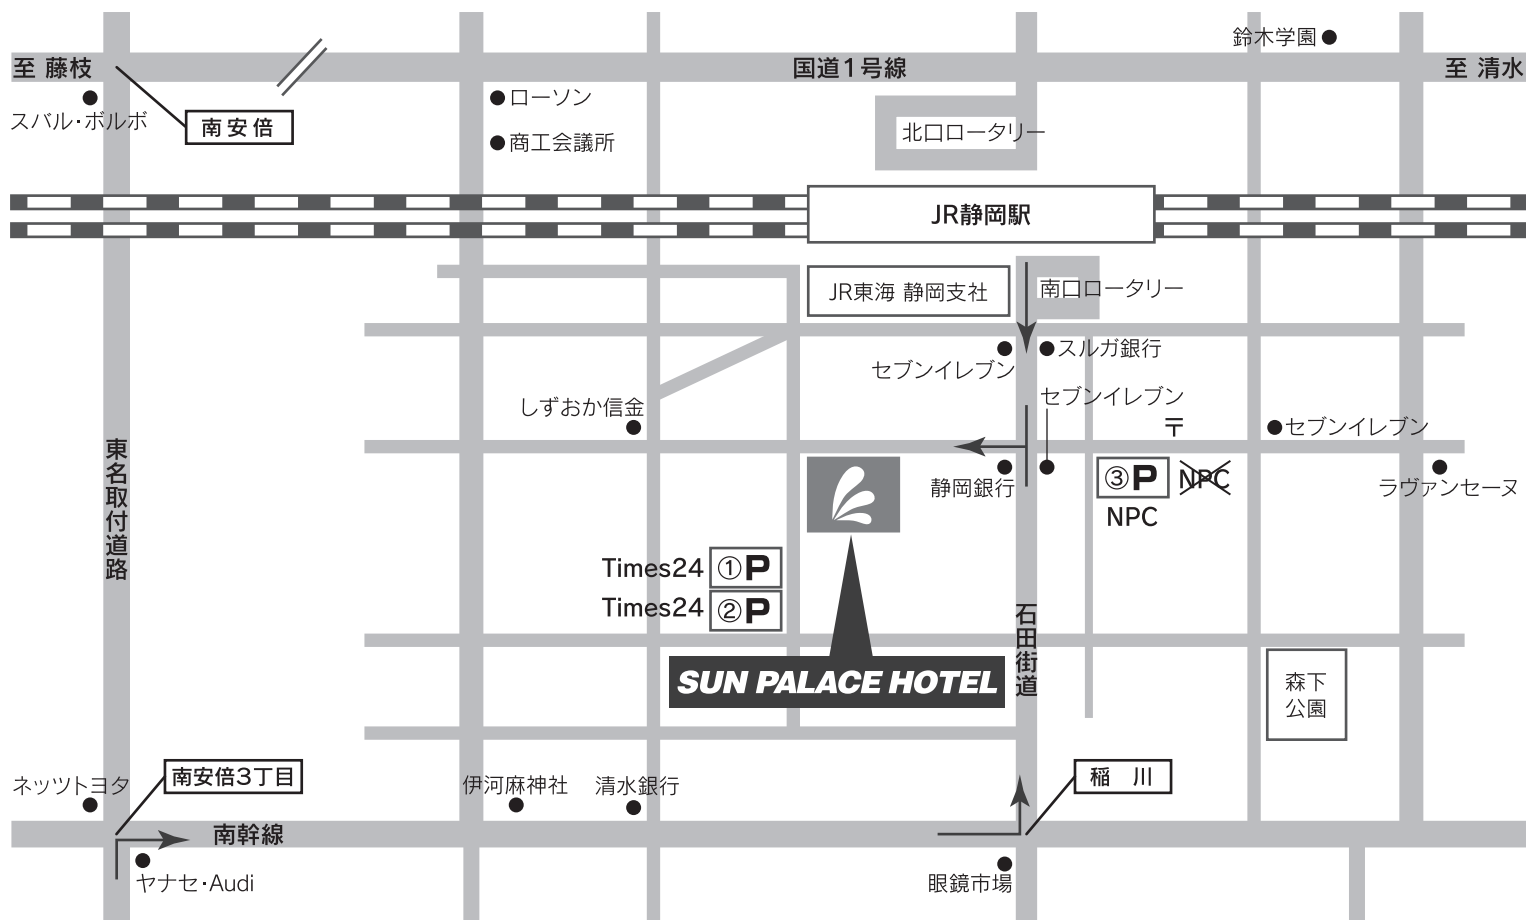 鈴木学園
至 藤枝
国道1号線
至 清水
スバル・ボルボ
南安倍
ローソン
商工会議所
北口ロータリー
JR静岡駅
JR東海 静岡支社
南口ロータリー
スルガ銀行
セブンイレブン
セブンイレブン
しずおか信金
〒
セブンイレブン
東名取付道路
静岡銀行
③P
NPC
NPC
ラヴァンセーヌ
Times24 ①P
Times24 ②P
石田街道
SUN PALACE HOTEL
森下
公園
南安倍3丁目
ネッツトヨタ
伊河麻神社
清水銀行
稲 川
南幹線
ヤナセ・Audi
眼鏡市場